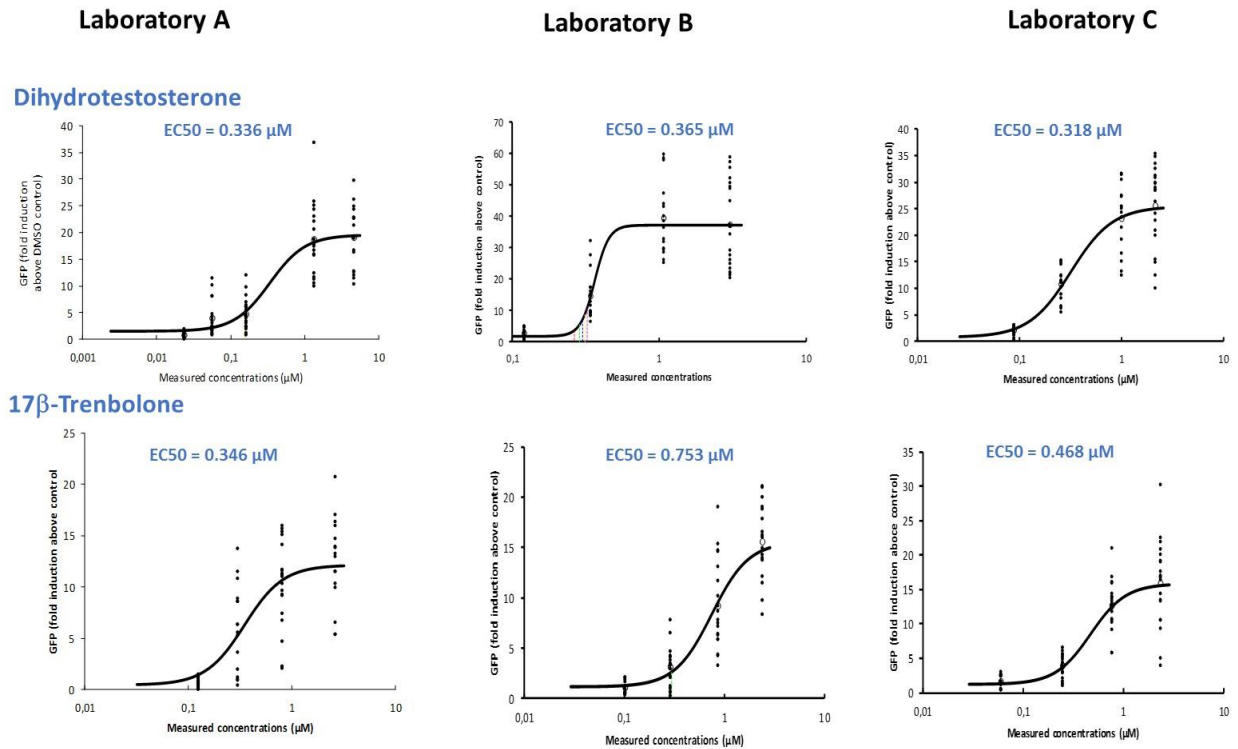 Laboratory A
Laboratory B
Laboratory C
Dihydrotestosterone
EC50 = 0.336 µM
GFP (fold induction
above DMSO control)
40
35
30
25
20
15
10
5
0
0,001
0,01
0,1
1
10
Measured concentrations (µM)
EC50 = 0.365 µM
GFP (fold induction above control)
70
60
50
40
30
20
10
0
0,1
1
10
Measured concentrations
EC50 = 0.318 µM
GFP (fold induction above control)
40
35
30
25
20
15
10
5
0
0,01
0,1
1
10
Measured concentrations (µM)
17β-Trenbolone
EC50 = 0.346 µM
GFP (fold induction above control)
25
20
15
10
5
0
0,01
0,1
1
10
Measured concentrations (µM)
EC50 = 0.753 µM
GFP (fold induction above control)
25
20
15
10
5
0
0,01
0,1
1
10
Measured concentrations (µM)
EC50 = 0.468 µM
GFP (fold induction aboce control)
35
30
25
20
15
10
5
0
0,01
0,1
1
10
Measured concentrations (µM)